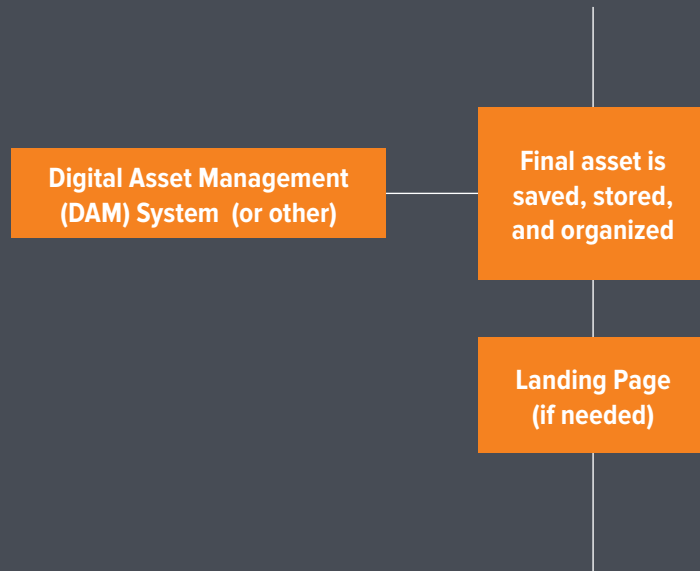 Digital Asset Management
(DAM) System (or other)
Final asset is
saved, stored,
and organized
Landing Page
(if needed)